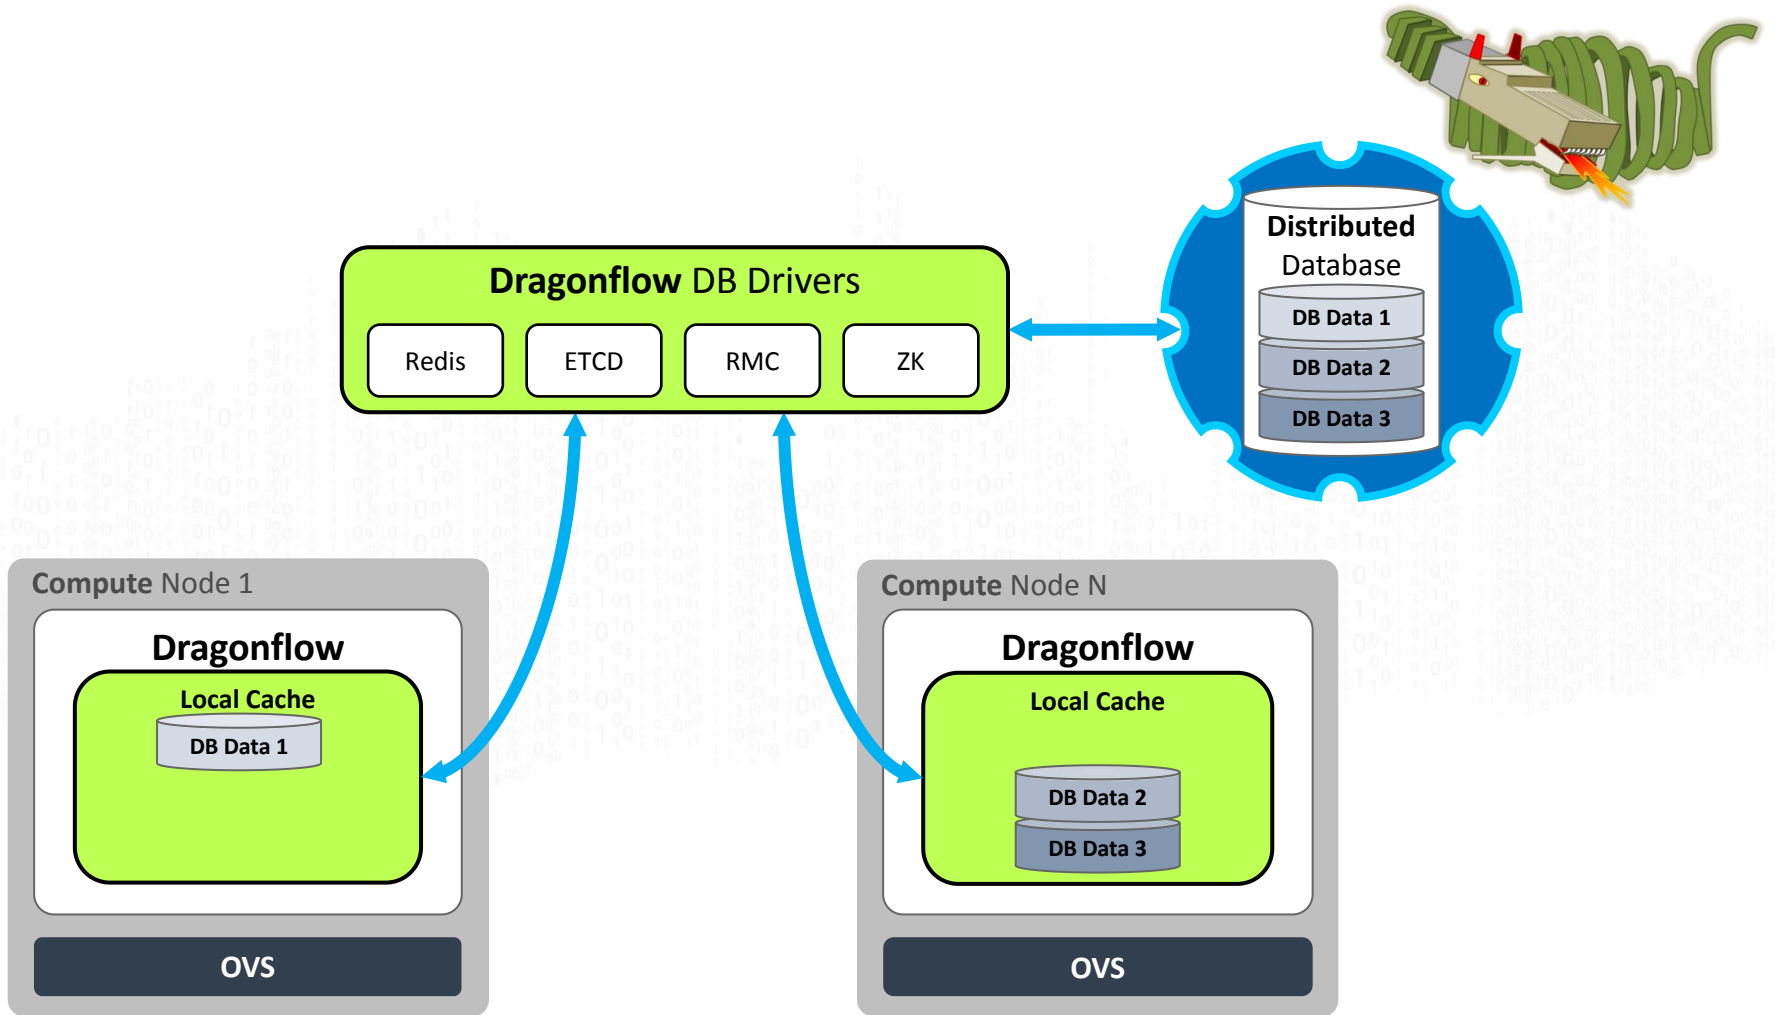 Dragonflow DB Drivers
Redis
ETCD
RMC
ZK
Distributed
Database
DB Data 1
DB Data 2
DB Data 3
Compute Node 1
Dragonflow
Local Cache
DB Data 1
OVS
Compute Node N
Dragonflow
Local Cache
DB Data 2
DB Data 3
OVS